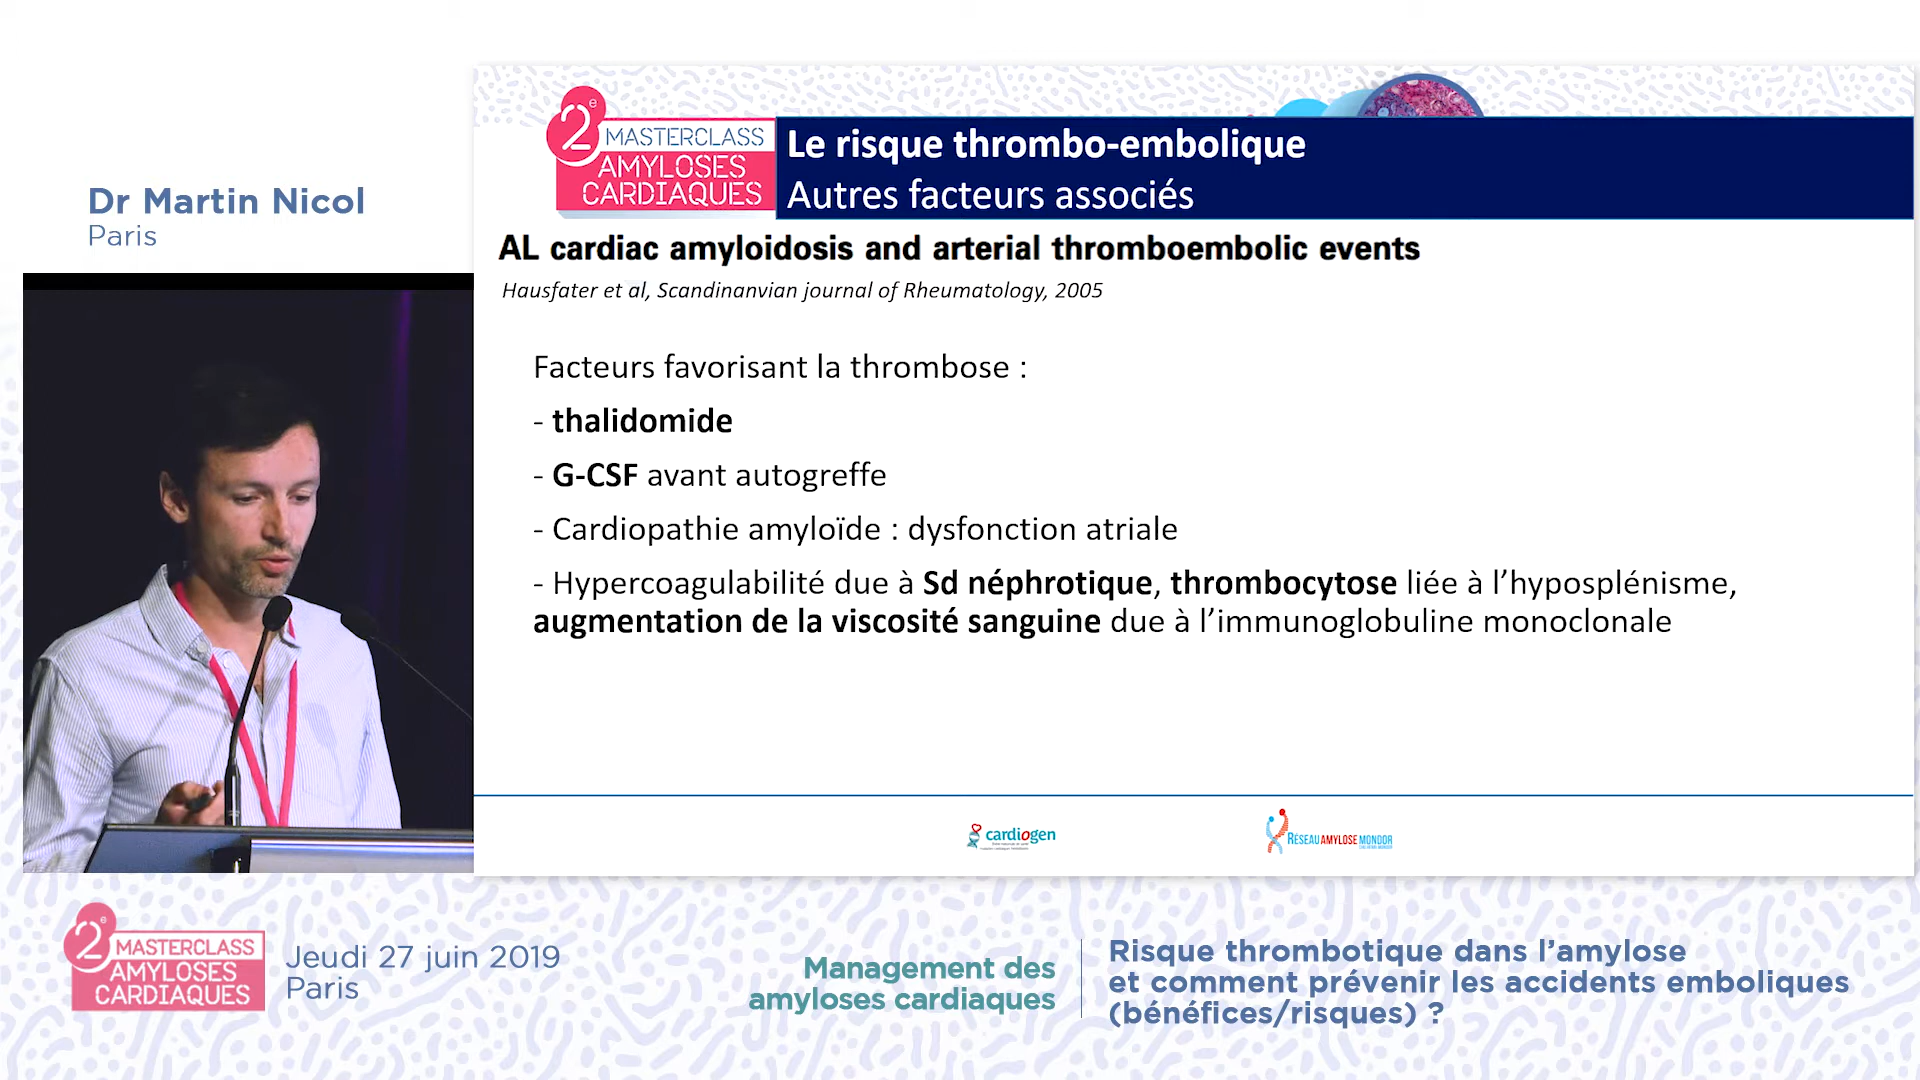 Dr Martin Nicol
Paris
2e
MASTERCLASS
AMYLOSES
CARDIAQUES
Le risque thrombo-embolique
Autres facteurs associés
AL cardiac amyloidosis and arterial thromboembolic events
Hausfater et al, Scandinanvian journal of Rheumatology, 2005
Facteurs favorisant la thrombose :
- thalidomide
- G-CSF avant autogreffe
- Cardiopathie amyloïde : dysfonction atriale
- Hypercoagulabilité due à Sd néphrotique, thrombocytose liée à l’hyposplénisme,
augmentation de la viscosité sanguine due à l’immunoglobuline monoclonale
cardiogen
RÉSEAU AMYLOSE MONDOR
2e
MASTERCLASS
AMYLOSES
CARDIAQUES
Jeudi 27 juin 2019
Paris
Management des
amyloses cardiaques
Risque thrombotique dans l’amylose
et comment prévenir les accidents emboliques
(bénéfices/risques) ?